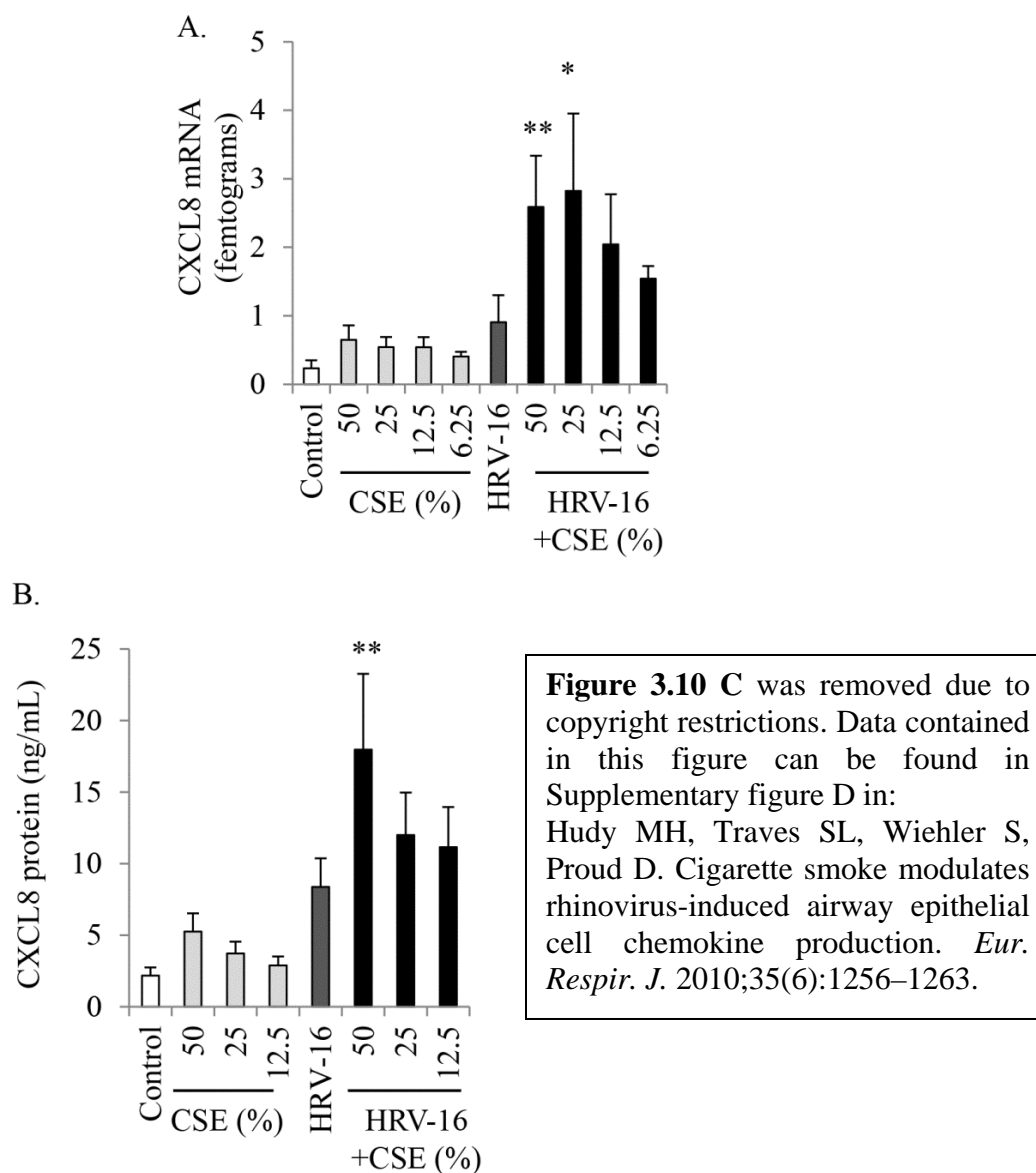 A.
5
4
3
2
1
0
CXCL8 mRNA
(femtograms)
**
*
Control
50
25
12.5
6.25
HRV-16
50
25
12.5
6.25
CSE (%)
HRV-16
+CSE (%)
B.
25
20
15
10
5
0
CXCL8 protein (ng/mL)
**
Control
50
25
12.5
HRV-16
50
25
12.5
CSE (%)
HRV-16
+CSE (%)
Figure 3.10 C was removed due to
copyright restrictions. Data contained
in this figure can be found in
Supplementary figure D in:
Hudy MH, Traves SL, Wiehler S,
Proud D. Cigarette smoke modulates
rhinovirus-induced airway epithelial
cell chemokine production. Eur.
Respir. J. 2010;35(6):1256–1263.